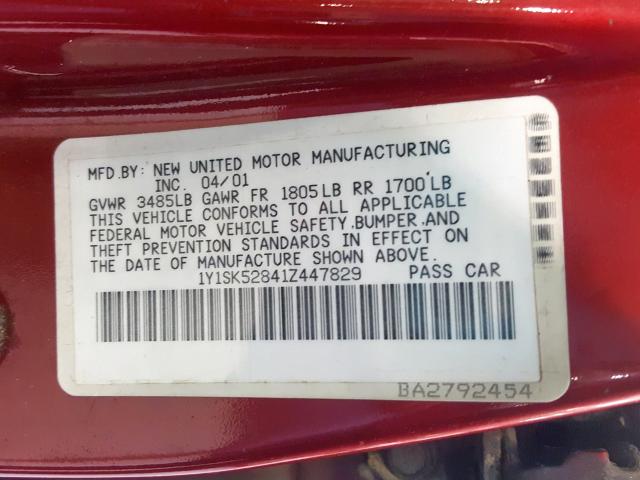 MFD.BY: NEW UNITED MOTOR MANUFACTURING
INC. 04/01
GVWR 3485LB GAWR FR 1805LB RR 1700LB
THIS VEHICLE CONFORMS TO ALL APPLICABLE
FEDERAL MOTOR VEHICLE SAFETY,BUMPER,AND
THEFT PREVENTION STANDARDS IN EFFECT ON
THE DATE OF MANUFACTURE SHOWN ABOVE.
1Y1SK52841Z447829 PASS CAR
BA2792454